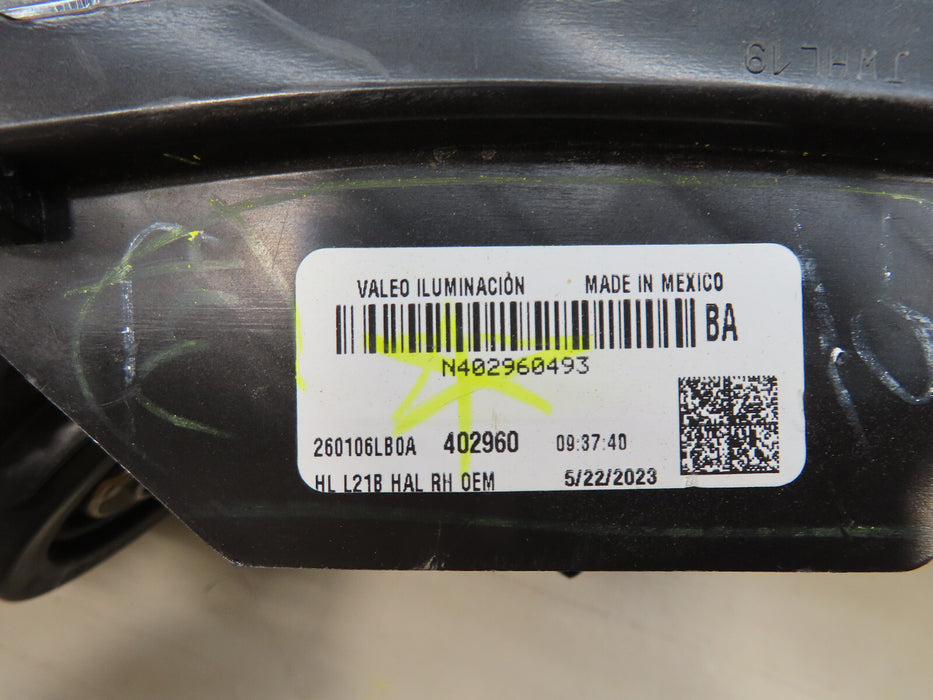 JWHL19
VALEO ILUMINACIÓN MADE IN MEXICO
BA
N402960493
260106LB0A 402960 09:37:40
HL L21B HAL RH OEM 5/22/2023